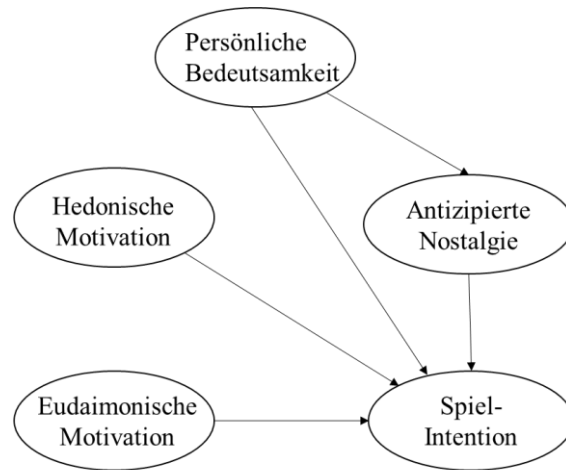 Persönliche
Bedeutsamkeit
Hedonische
Motivation
Antizipierte
Nostalgie
Eudaimonische
Motivation
Spiel-
Intention